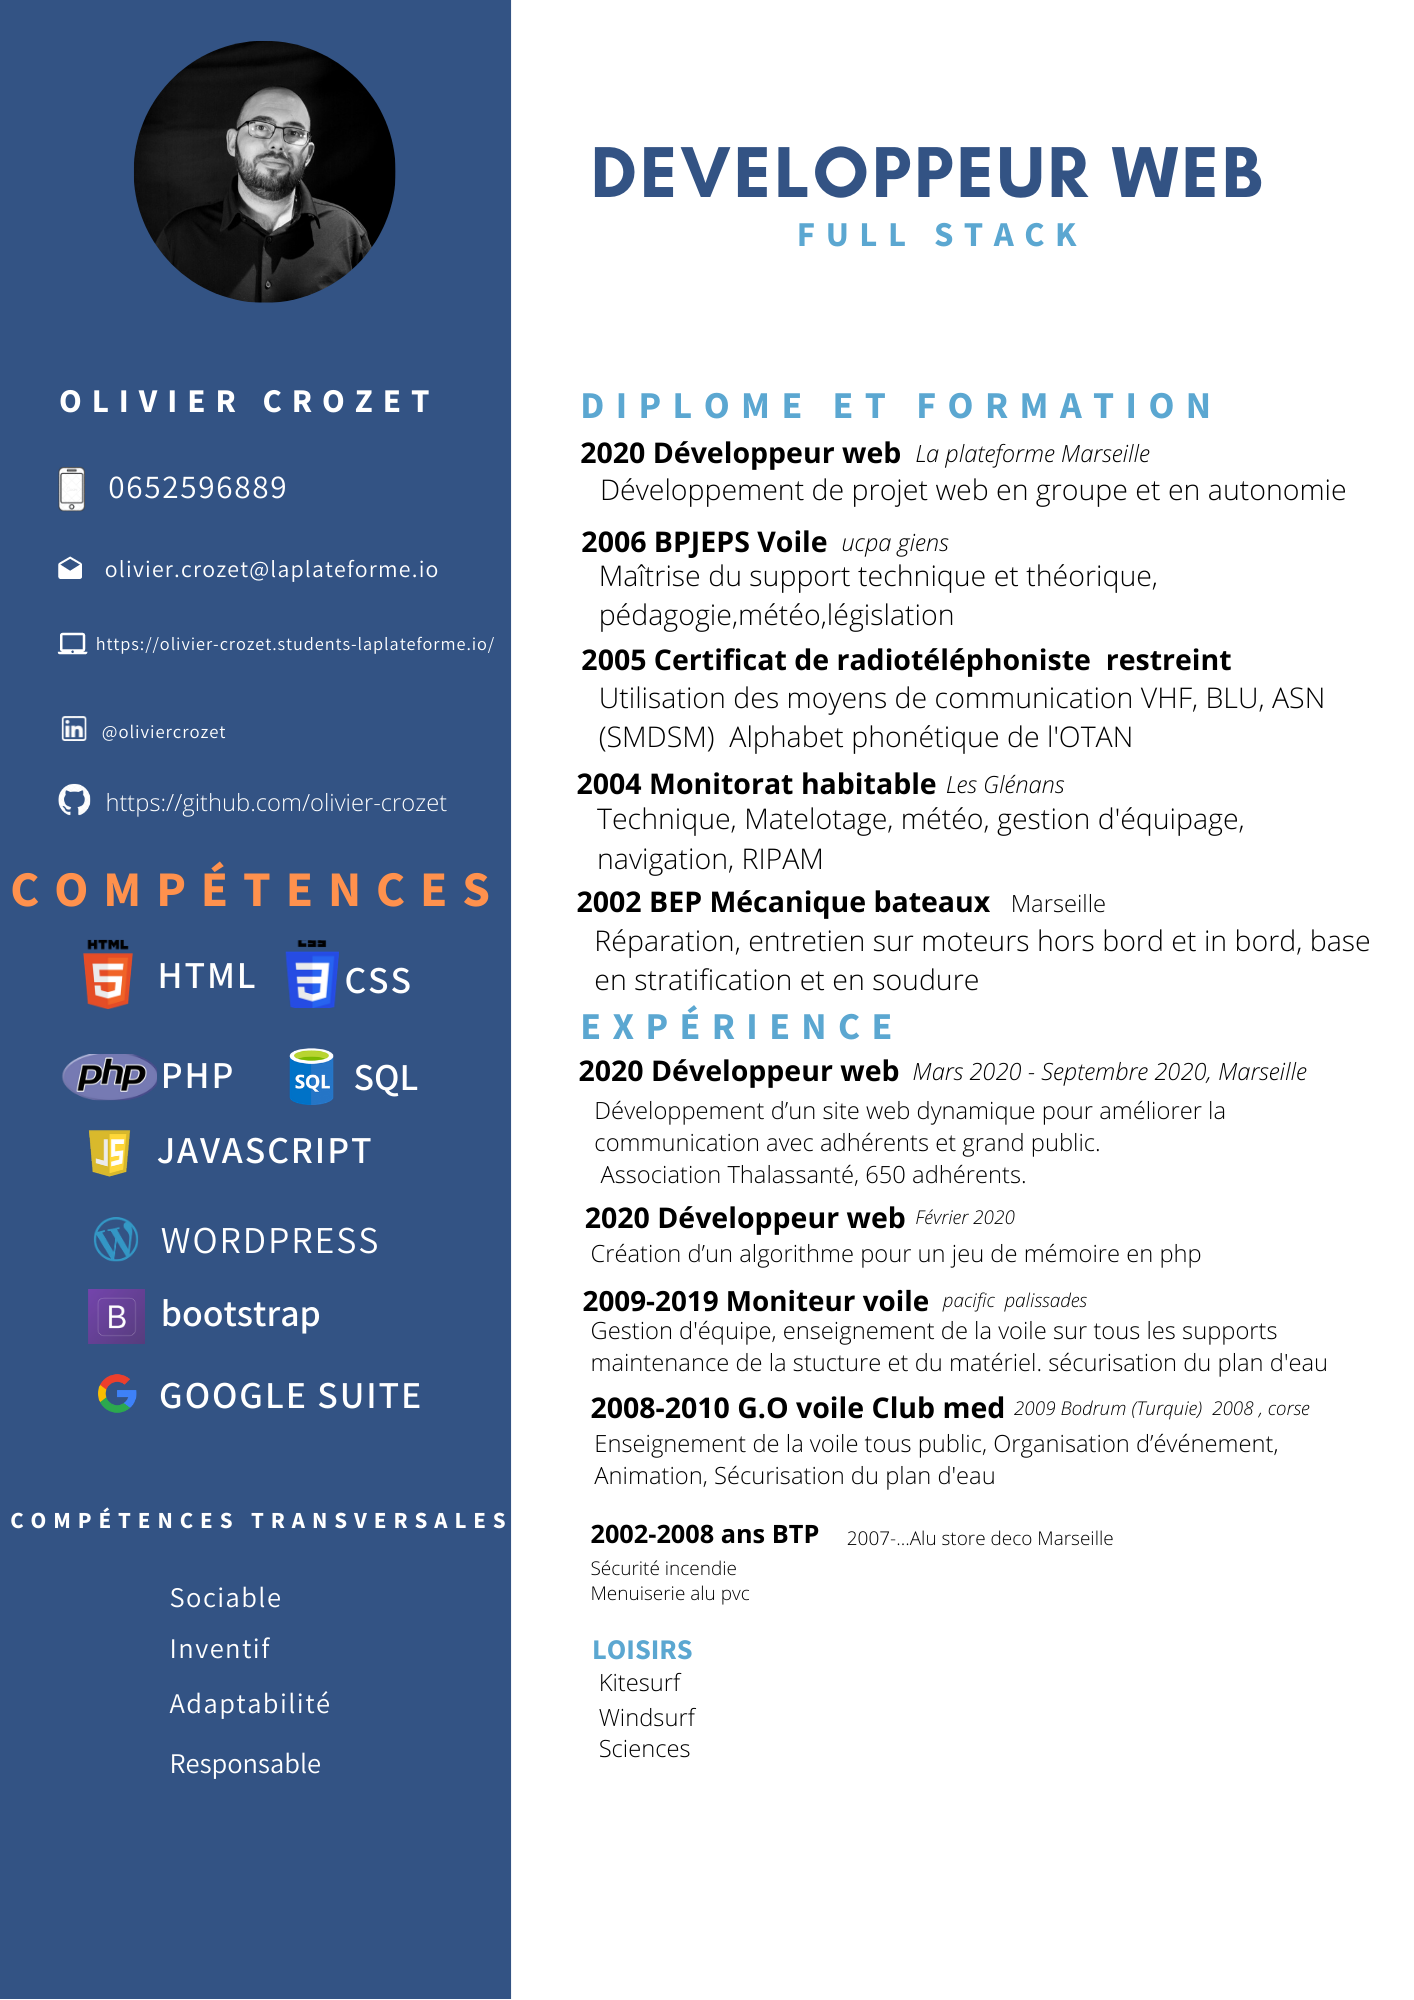 OLIVIER CROZET
0652596889
olivier.crozet@laplateforme.io
https://olivier-crozet.students-laplateforme.io/
in @oliviercrozet
https://github.com/olivier-crozet
COMPÉTENCES
HTML 5 HTML CSS 3 CSS
php PHP SQL SQL
JS JAVASCRIPT
W WORDPRESS
B bootstrap
G GOOGLE SUITE
COMPÉTENCES TRANSVERSALES
Sociable
Inventif
Adaptabilité
Responsable
DEVELOPPEUR WEB
FULL STACK
DIPLOME ET FORMATION
2020 Développeur web La plateforme Marseille
Développement de projet web en groupe et en autonomie
2006 BPJEPS Voile ucpa giens
Maîtrise du support technique et théorique,
pédagogie,météo,législation
2005 Certificat de radiotéléphoniste restreint
Utilisation des moyens de communication VHF, BLU, ASN
(SMDSM) Alphabet phonétique de l'OTAN
2004 Monitorat habitable Les Glénans
Technique, Matelotage, météo, gestion d'équipage,
navigation, RIPAM
2002 BEP Mécanique bateaux Marseille
Réparation, entretien sur moteurs hors bord et in bord, base
en stratification et en soudure
EXPÉRIENCE
2020 Développeur web Mars 2020 - Septembre 2020, Marseille
Développement d’un site web dynamique pour améliorer la
communication avec adhérents et grand public.
Association Thalassanté, 650 adhérents.
2020 Développeur web Février 2020
Création d’un algorithme pour un jeu de mémoire en php
2009-2019 Moniteur voile pacific palissades
Gestion d'équipe, enseignement de la voile sur tous les supports
maintenance de la stucture et du matériel. sécurisation du plan d'eau
2008-2010 G.O voile Club med 2009 Bodrum (Turquie) 2008 , corse
Enseignement de la voile tous public, Organisation d’événement,
Animation, Sécurisation du plan d'eau
2002-2008 ans BTP 2007-...Alu store deco Marseille
Sécurité incendie
Menuiserie alu pvc
LOISIRS
Kitesurf
Windsurf
Sciences